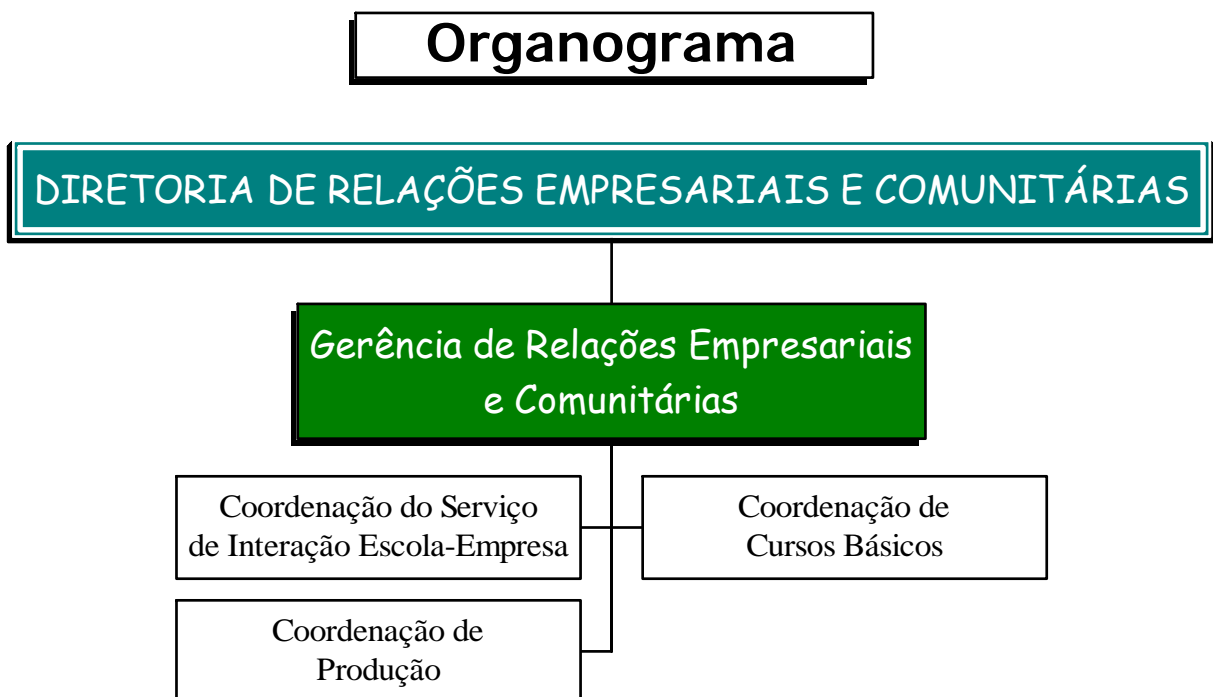 Organograma
DIRETORIA DE RELAÇÕES EMPRESARIAIS E COMUNITÁRIAS
Gerência de Relações Empresariais
e Comunitárias
Coordenação do Serviço
de Interação Escola-Empresa
Coordenação de
Cursos Básicos
Coordenação de
Produção